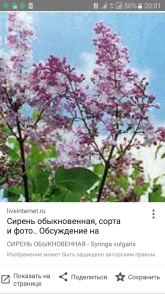 50% 20:01
liveinternet.ru
Сирень обыкновенная, сорта
и фото.. Обсуждение на
СИРЕНЬ ОБЫКНОВЕННАЯ - Syringa vulgaris
Изображение может быть защищено авторским правом.
Показать на
странице
Поделиться
Сохранить